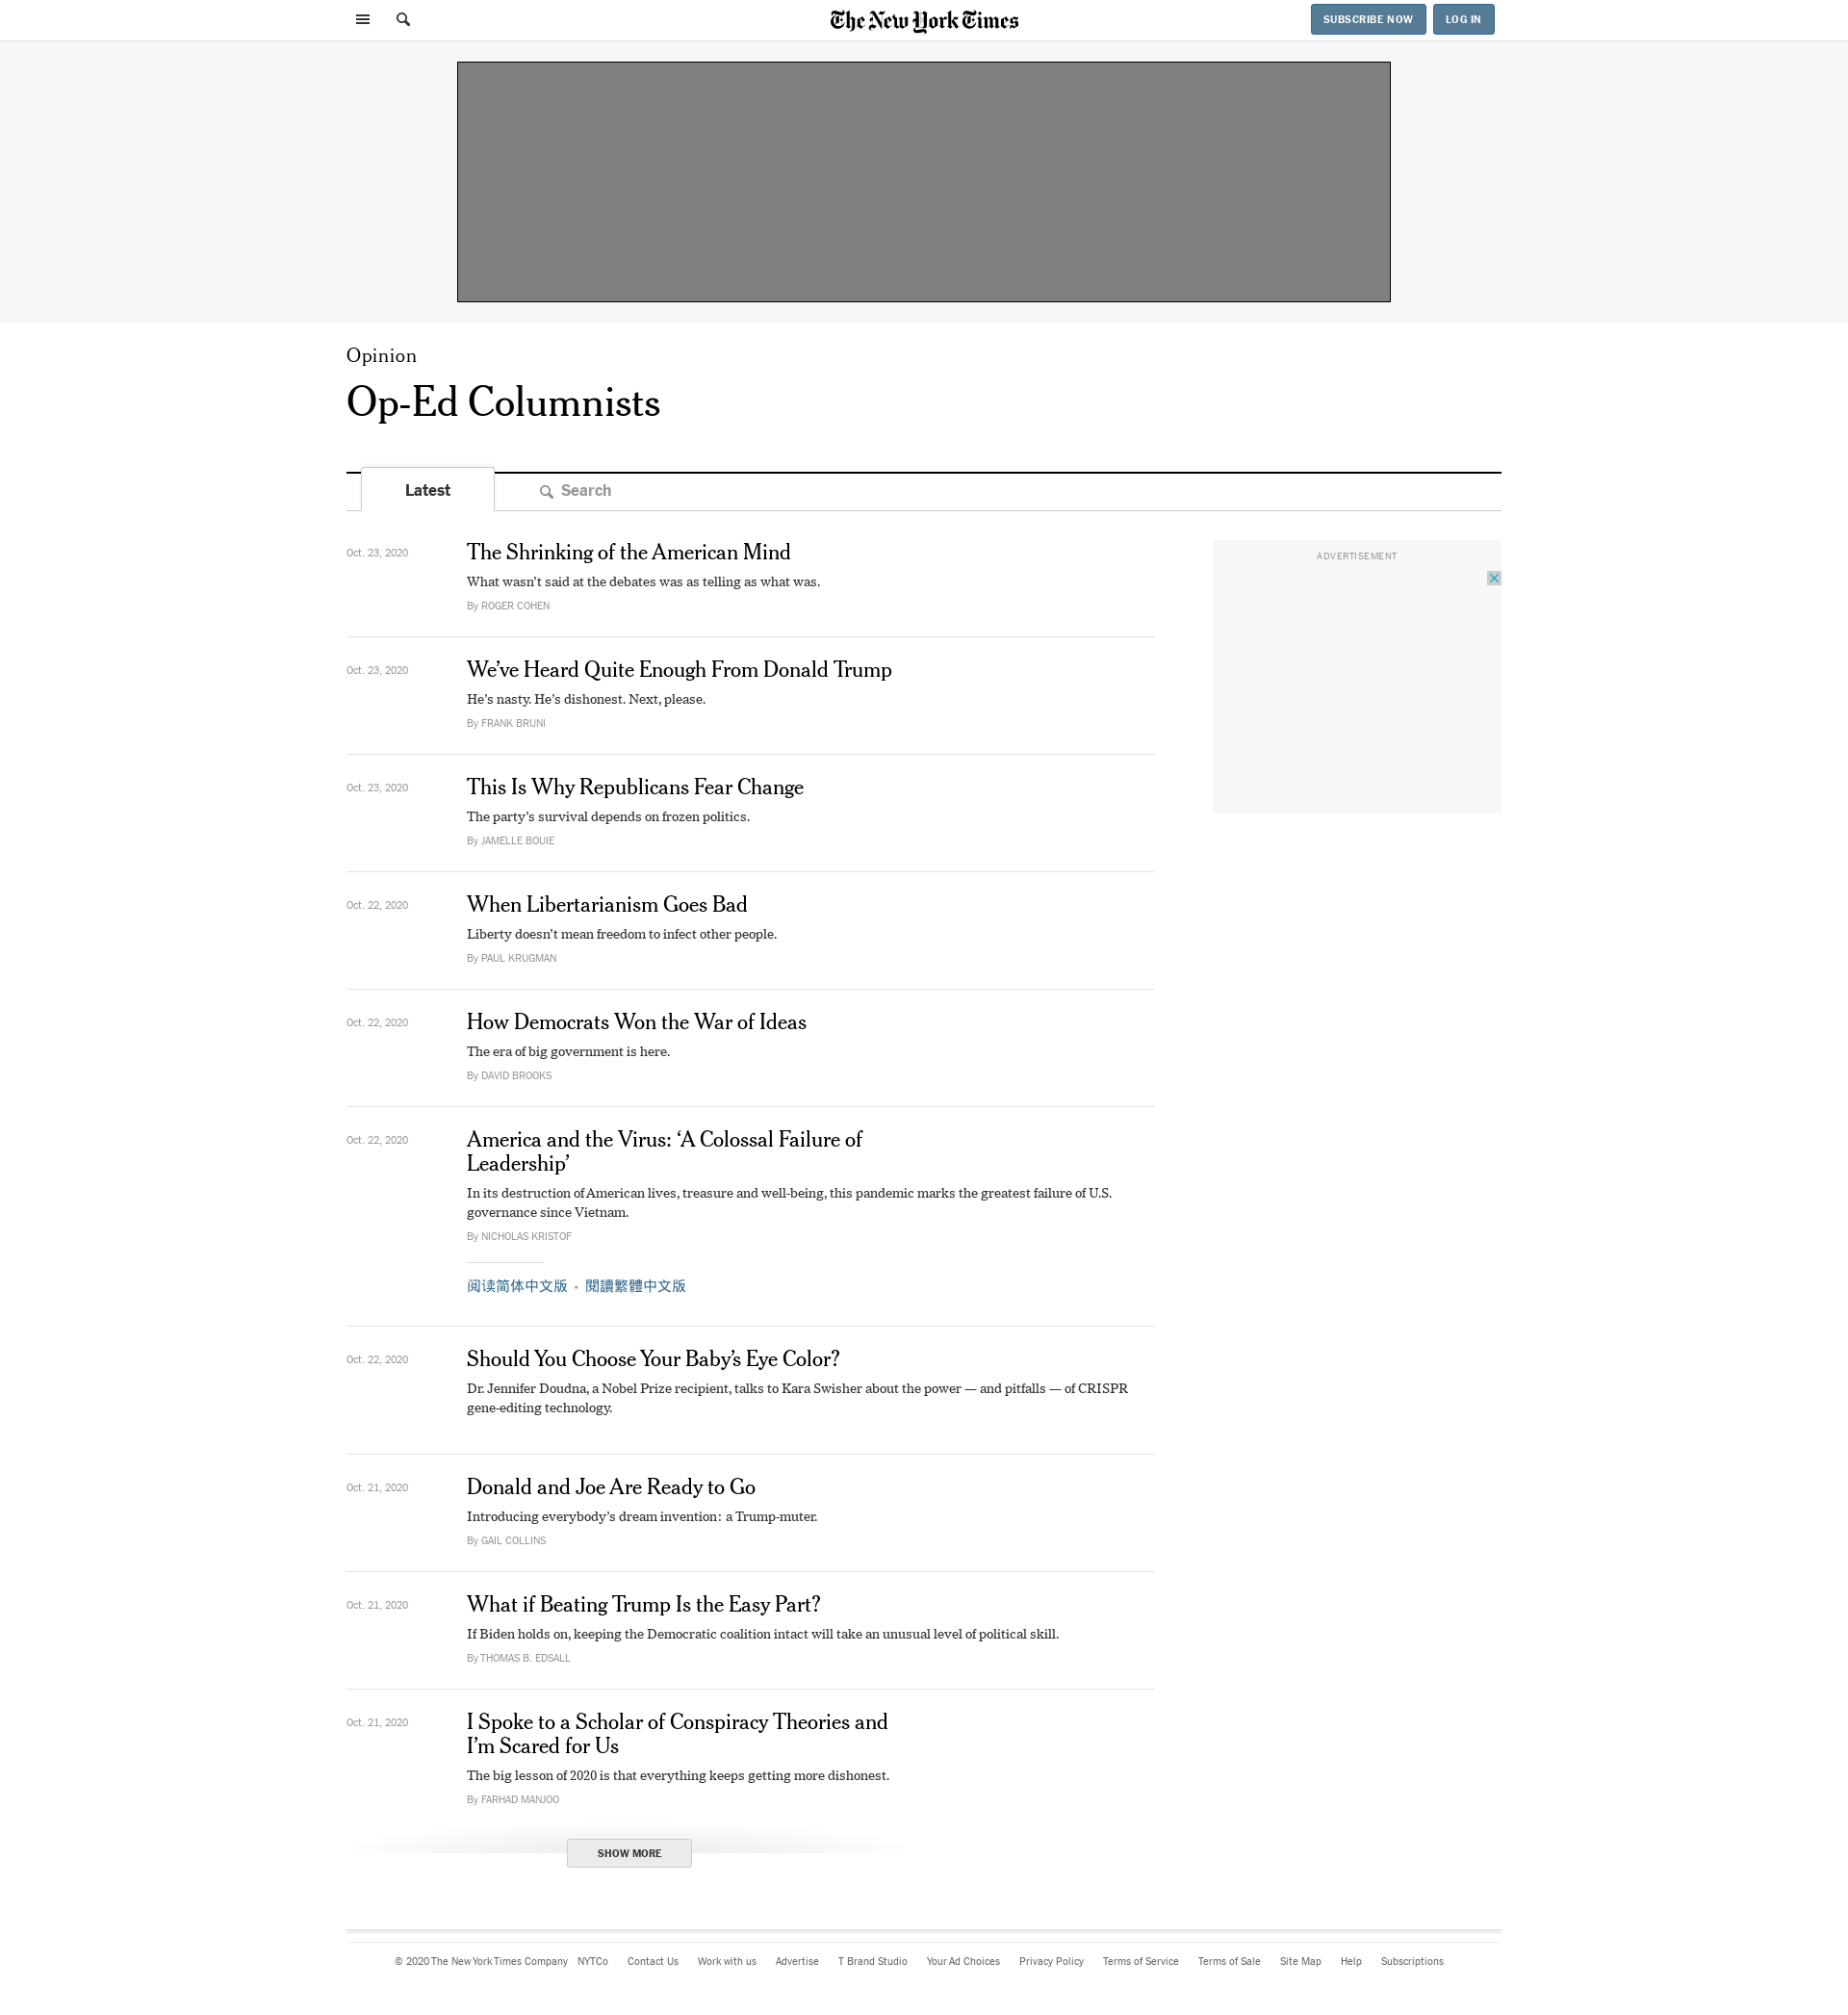 The New York Times
SUBSCRIBE NOW
LOG IN
Opinion
Op-Ed Columnists
Latest
Search
Oct. 23, 2020
The Shrinking of the American Mind
What wasn’t said at the debates was as telling as what was.
By ROGER COHEN
ADVERTISEMENT
Oct. 23, 2020
We’ve Heard Quite Enough From Donald Trump
He’s nasty. He’s dishonest. Next, please.
By FRANK BRUNI
Oct. 23, 2020
This Is Why Republicans Fear Change
The party’s survival depends on frozen politics.
By JAMELLE BOUIE
Oct. 22, 2020
When Libertarianism Goes Bad
Liberty doesn’t mean freedom to infect other people.
By PAUL KRUGMAN
Oct. 22, 2020
How Democrats Won the War of Ideas
The era of big government is here.
By DAVID BROOKS
Oct. 22, 2020
America and the Virus: ‘A Colossal Failure of
Leadership’
In its destruction of American lives, treasure and well-being, this pandemic marks the greatest failure of U.S.
governance since Vietnam.
By NICHOLAS KRISTOF
阅读简体中文版 • 閱讀繁體中文版
Oct. 22, 2020
Should You Choose Your Baby’s Eye Color?
Dr. Jennifer Doudna, a Nobel Prize recipient, talks to Kara Swisher about the power — and pitfalls — of CRISPR
gene-editing technology.
Oct. 21, 2020
Donald and Joe Are Ready to Go
Introducing everybody’s dream invention: a Trump-muter.
By GAIL COLLINS
Oct. 21, 2020
What if Beating Trump Is the Easy Part?
If Biden holds on, keeping the Democratic coalition intact will take an unusual level of political skill.
By THOMAS B. EDSALL
Oct. 21, 2020
I Spoke to a Scholar of Conspiracy Theories and
I’m Scared for Us
The big lesson of 2020 is that everything keeps getting more dishonest.
By FARHAD MANJOO
SHOW MORE
© 2020 The New York Times Company NYTCo Contact Us Work with us Advertise T Brand Studio Your Ad Choices Privacy Policy Terms of Service Terms of Sale Site Map Help Subscriptions